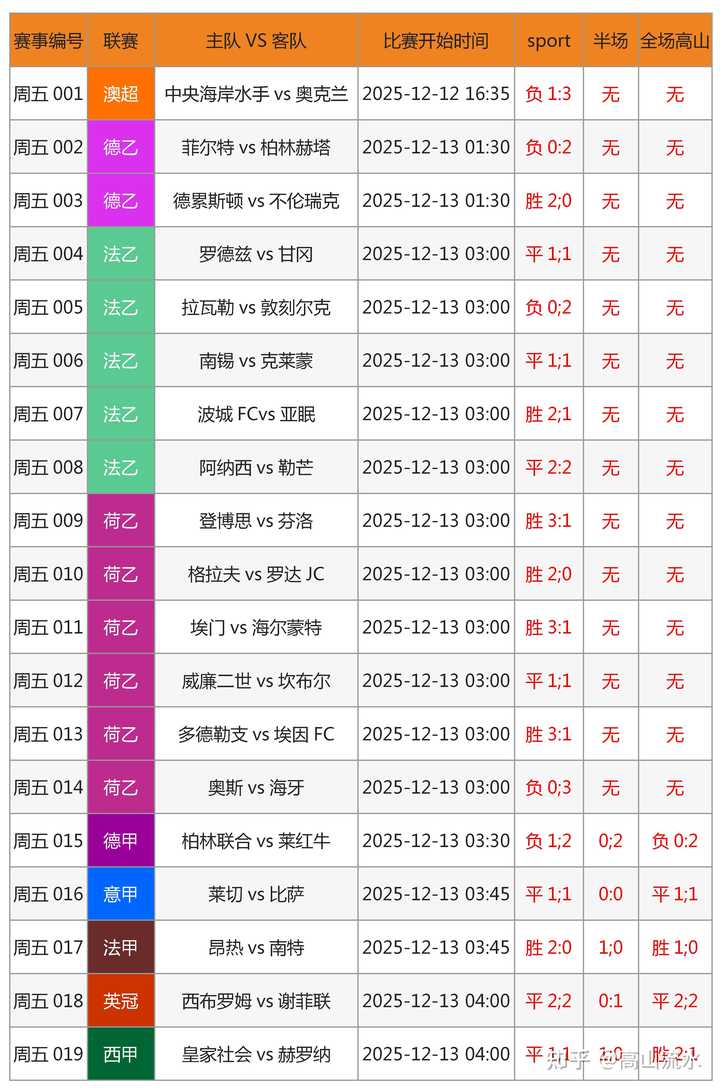 赛事编号 联赛 主队 VS 客队 比赛开始时间 sport 半场 全场高山
周五 001 澳超 中央海岸水手 vs 奥克兰 2025-12-12 16:35 负 1:3 无 无
周五 002 德乙 菲尔特 vs 柏林赫塔 2025-12-13 01:30 负 0:2 无 无
周五 003 德乙 德累斯顿 vs 不伦瑞克 2025-12-13 01:30 胜 2;0 无 无
周五 004 法乙 罗德兹 vs 甘冈 2025-12-13 03:00 平 1;1 无 无
周五 005 法乙 拉瓦勒 vs 敦刻尔克 2025-12-13 03:00 负 0;2 无 无
周五 006 法乙 南锡 vs 克莱蒙 2025-12-13 03:00 平 1;1 无 无
周五 007 法乙 波城 FCvs 亚眠 2025-12-13 03:00 胜 2;1 无 无
周五 008 法乙 阿纳西 vs 勒芒 2025-12-13 03:00 平 2:2 无 无
周五 009 荷乙 登博思 vs 芬洛 2025-12-13 03:00 胜 3:1 无 无
周五 010 荷乙 格拉夫 vs 罗达 JC 2025-12-13 03:00 胜 2;0 无 无
周五 011 荷乙 埃门 vs 海尔蒙特 2025-12-13 03:00 胜 3:1 无 无
周五 012 荷乙 威廉二世 vs 坎布尔 2025-12-13 03:00 平 1;1 无 无
周五 013 荷乙 多德勒支 vs 埃因 FC 2025-12-13 03:00 胜 3:1 无 无
周五 014 荷乙 奥斯 vs 海牙 2025-12-13 03:00 负 0;3 无 无
周五 015 德甲 柏林联合 vs 莱红牛 2025-12-13 03:30 负 1;2 0;2 负 0:2
周五 016 意甲 莱切 vs 比萨 2025-12-13 03:45 平 1;1 0:0 平 1;1
周五 017 法甲 昂热 vs 南特 2025-12-13 03:45 胜 2:0 1;0 胜 1;0
周五 018 英冠 西布罗姆 vs 谢菲联 2025-12-13 04:00 平 2;2 0:1 平 2;2
周五 019 西甲 皇家社会 vs 赫罗纳 2025-12-13 04:00 平 1:1 1:0 胜 2:1
知乎 @高山流水